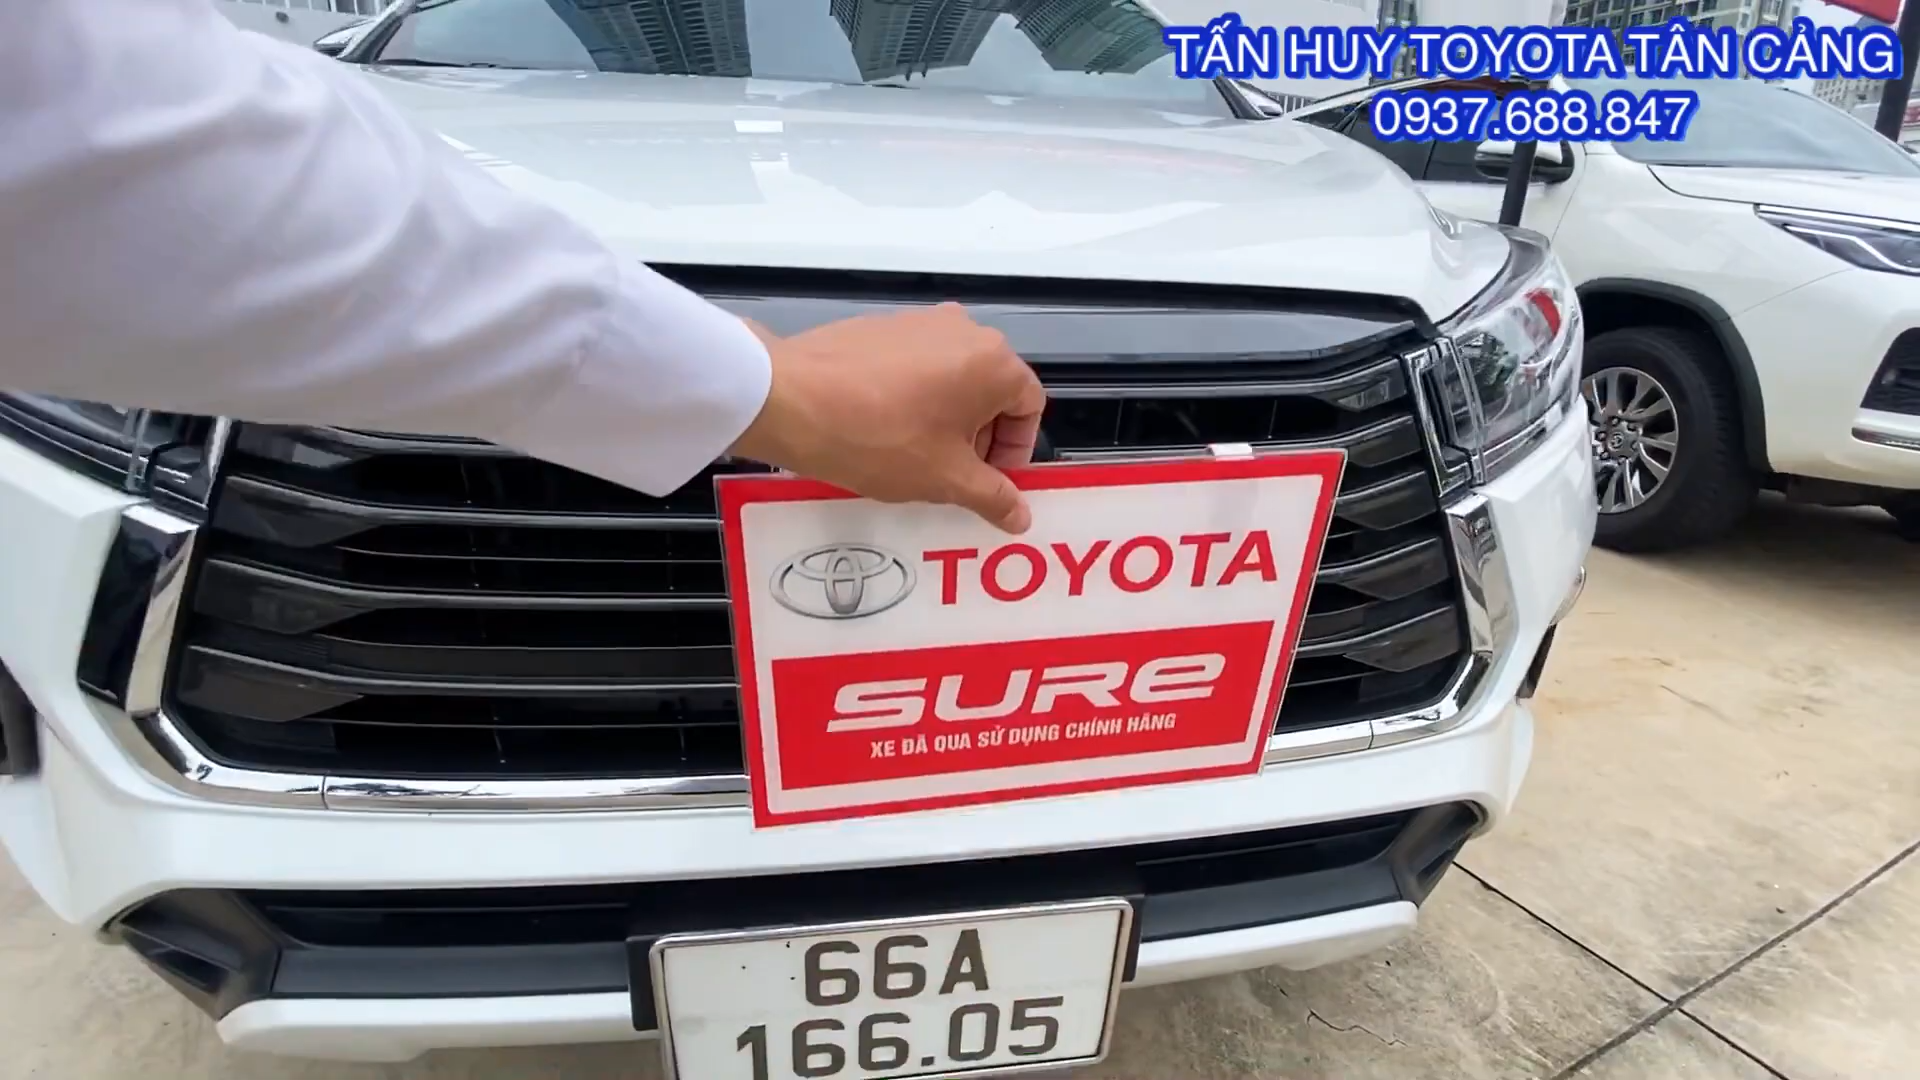 TẤN HUY TOYOTA TÂN CẢNG
0937.688.847
TOYOTA
SURE
XE ĐÃ QUA SỬ DỤNG CHÍNH HÃNG
66A
166.05